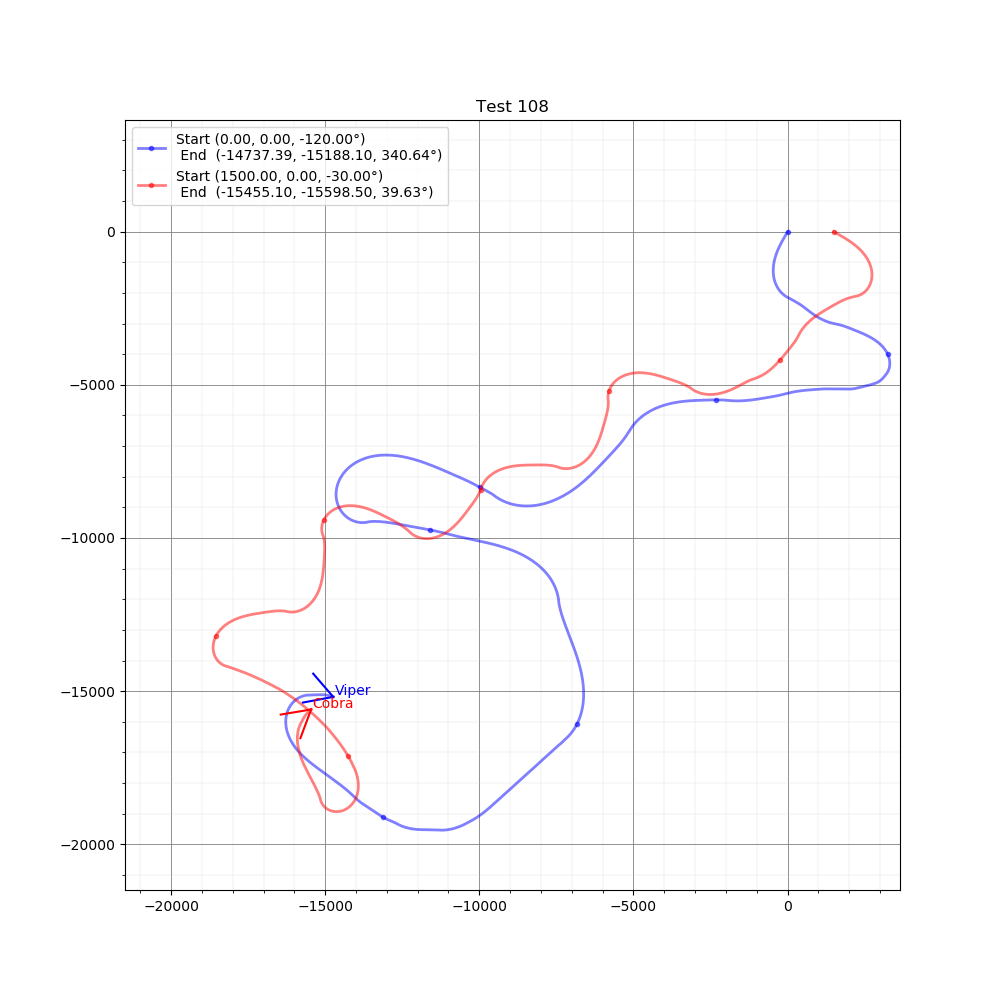 Test 108
Start (0.00, 0.00, -120.00°)
End (-14737.39, -15188.10, 340.64°)
Start (1500.00, 0.00, -30.00°)
End (-15455.10, -15598.50, 39.63°)
0
−5000
−10000
−15000
−20000
Viper
Cobra
−20000
−15000
−10000
−5000
0